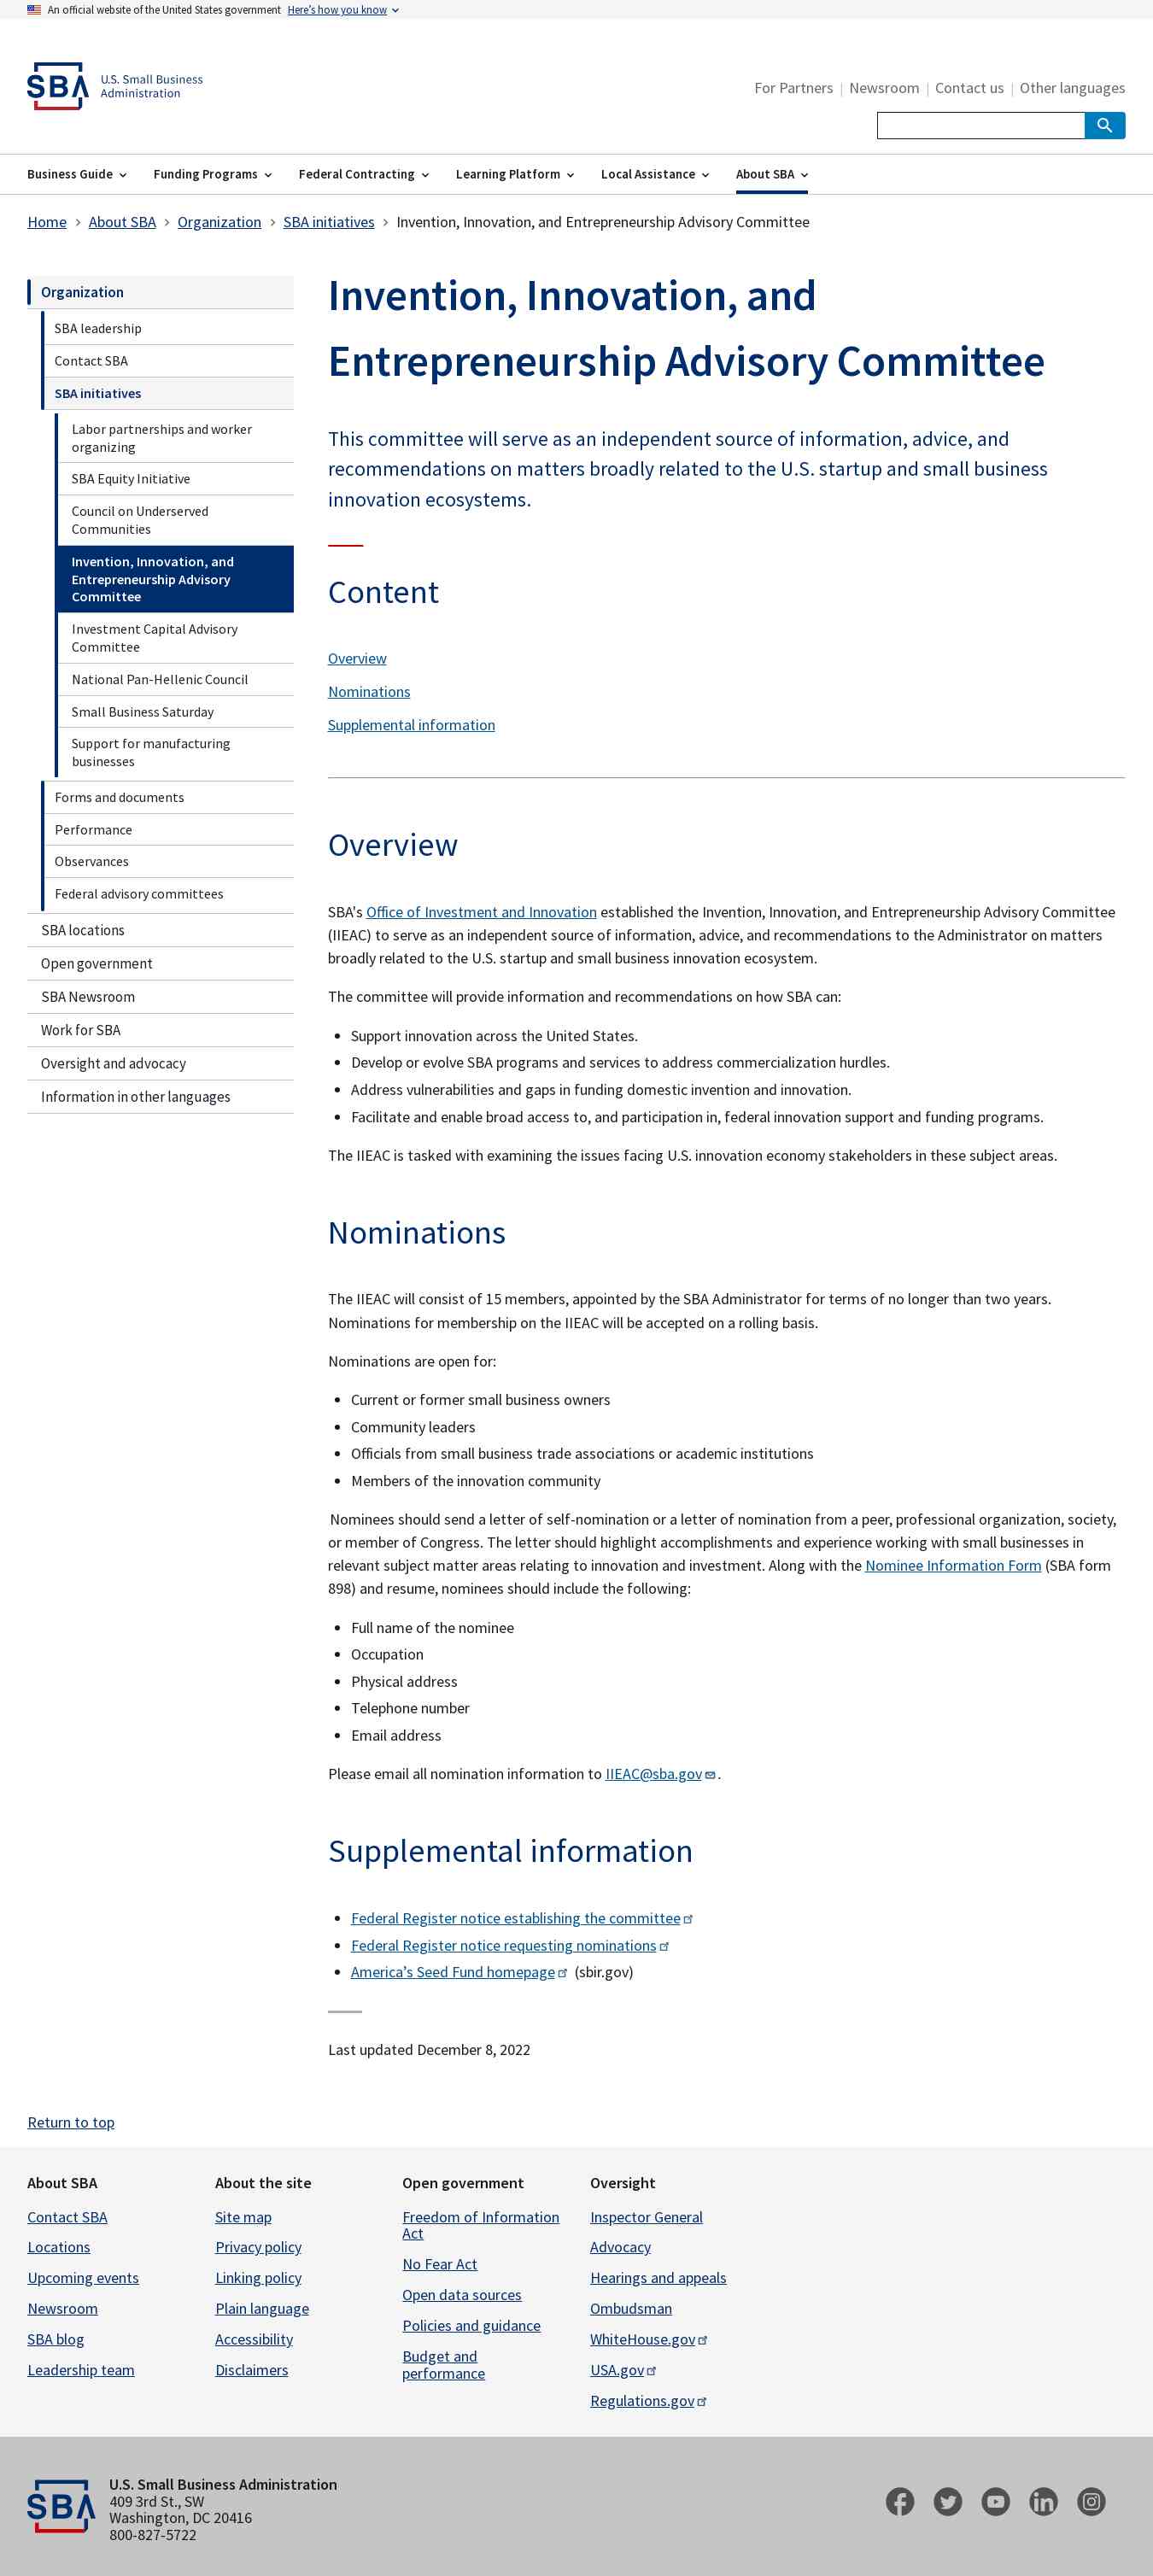 An official website of the United States government Here's how you know
SBA U.S. Small Business
Administration
For Partners | Newsroom | Contact us | Other languages
Business Guide Funding Programs Federal Contracting Learning Platform Local Assistance About SBA
Home > About SBA > Organization > SBA initiatives > Invention, Innovation, and Entrepreneurship Advisory Committee
Organization
SBA leadership
Contact SBA
SBA initiatives
Labor partnerships and worker
organizing
SBA Equity Initiative
Council on Underserved
Communities
Invention, Innovation, and
Entrepreneurship Advisory
Committee
Investment Capital Advisory
Committee
National Pan-Hellenic Council
Small Business Saturday
Support for manufacturing
businesses
Forms and documents
Performance
Observances
Federal advisory committees
SBA locations
Open government
SBA Newsroom
Work for SBA
Oversight and advocacy
Information in other languages
Invention, Innovation, and
Entrepreneurship Advisory Committee
This committee will serve as an independent source of information, advice, and
recommendations on matters broadly related to the U.S. startup and small business
innovation ecosystems.
Content
Overview
Nominations
Supplemental information
Overview
SBA's Office of Investment and Innovation established the Invention, Innovation, and Entrepreneurship Advisory Committee
(IIEAC) to serve as an independent source of information, advice, and recommendations to the Administrator on matters
broadly related to the U.S. startup and small business innovation ecosystem.
The committee will provide information and recommendations on how SBA can:
• Support innovation across the United States.
• Develop or evolve SBA programs and services to address commercialization hurdles.
• Address vulnerabilities and gaps in funding domestic invention and innovation.
• Facilitate and enable broad access to, and participation in, federal innovation support and funding programs.
The IIEAC is tasked with examining the issues facing U.S. innovation economy stakeholders in these subject areas.
Nominations
The IIEAC will consist of 15 members, appointed by the SBA Administrator for terms of no longer than two years.
Nominations for membership on the IIEAC will be accepted on a rolling basis.
Nominations are open for:
• Current or former small business owners
• Community leaders
• Officials from small business trade associations or academic institutions
• Members of the innovation community
Nominees should send a letter of self-nomination or a letter of nomination from a peer, professional organization, society,
or member of Congress. The letter should highlight accomplishments and experience working with small businesses in
relevant subject matter areas relating to innovation and investment. Along with the Nominee Information Form (SBA form
898) and resume, nominees should include the following:
• Full name of the nominee
• Occupation
• Physical address
• Telephone number
• Email address
Please email all nomination information to IIEAC@sba.gov .
Supplemental information
• Federal Register notice establishing the committee
• Federal Register notice requesting nominations
• America's Seed Fund homepage (sbir.gov)
Last updated December 8, 2022
Return to top
About SBA
Contact SBA
Locations
Upcoming events
Newsroom
SBA blog
Leadership team
About the site
Site map
Privacy policy
Linking policy
Plain language
Accessibility
Disclaimers
Open government
Freedom of Information
Act
No Fear Act
Open data sources
Policies and guidance
Budget and
performance
Oversight
Inspector General
Advocacy
Hearings and appeals
Ombudsman
WhiteHouse.gov
USA.gov
Regulations.gov
SBA
U.S. Small Business Administration
409 3rd St., SW
Washington, DC 20416
800-827-5722